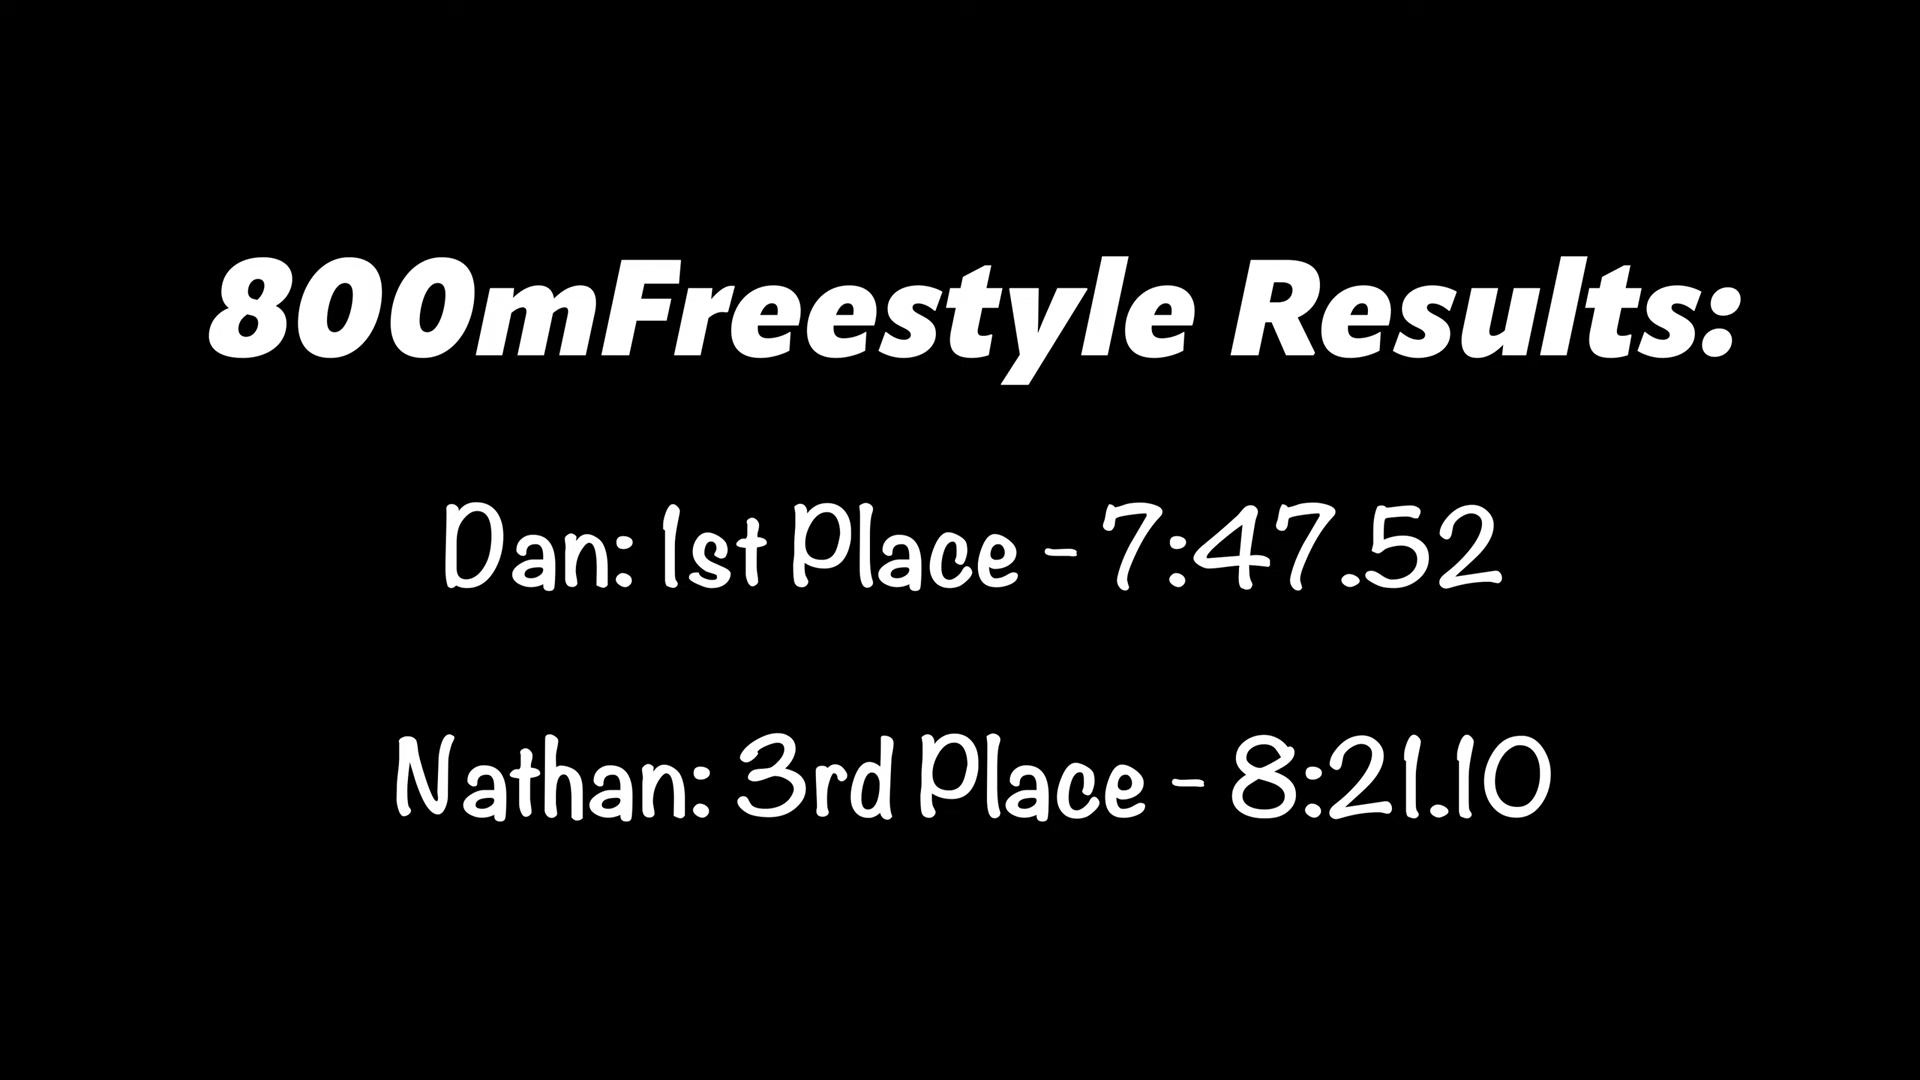 800mFreestyle Results:
Dan: 1st Place - 7:47.52
Nathan: 3rd Place - 8:21.10